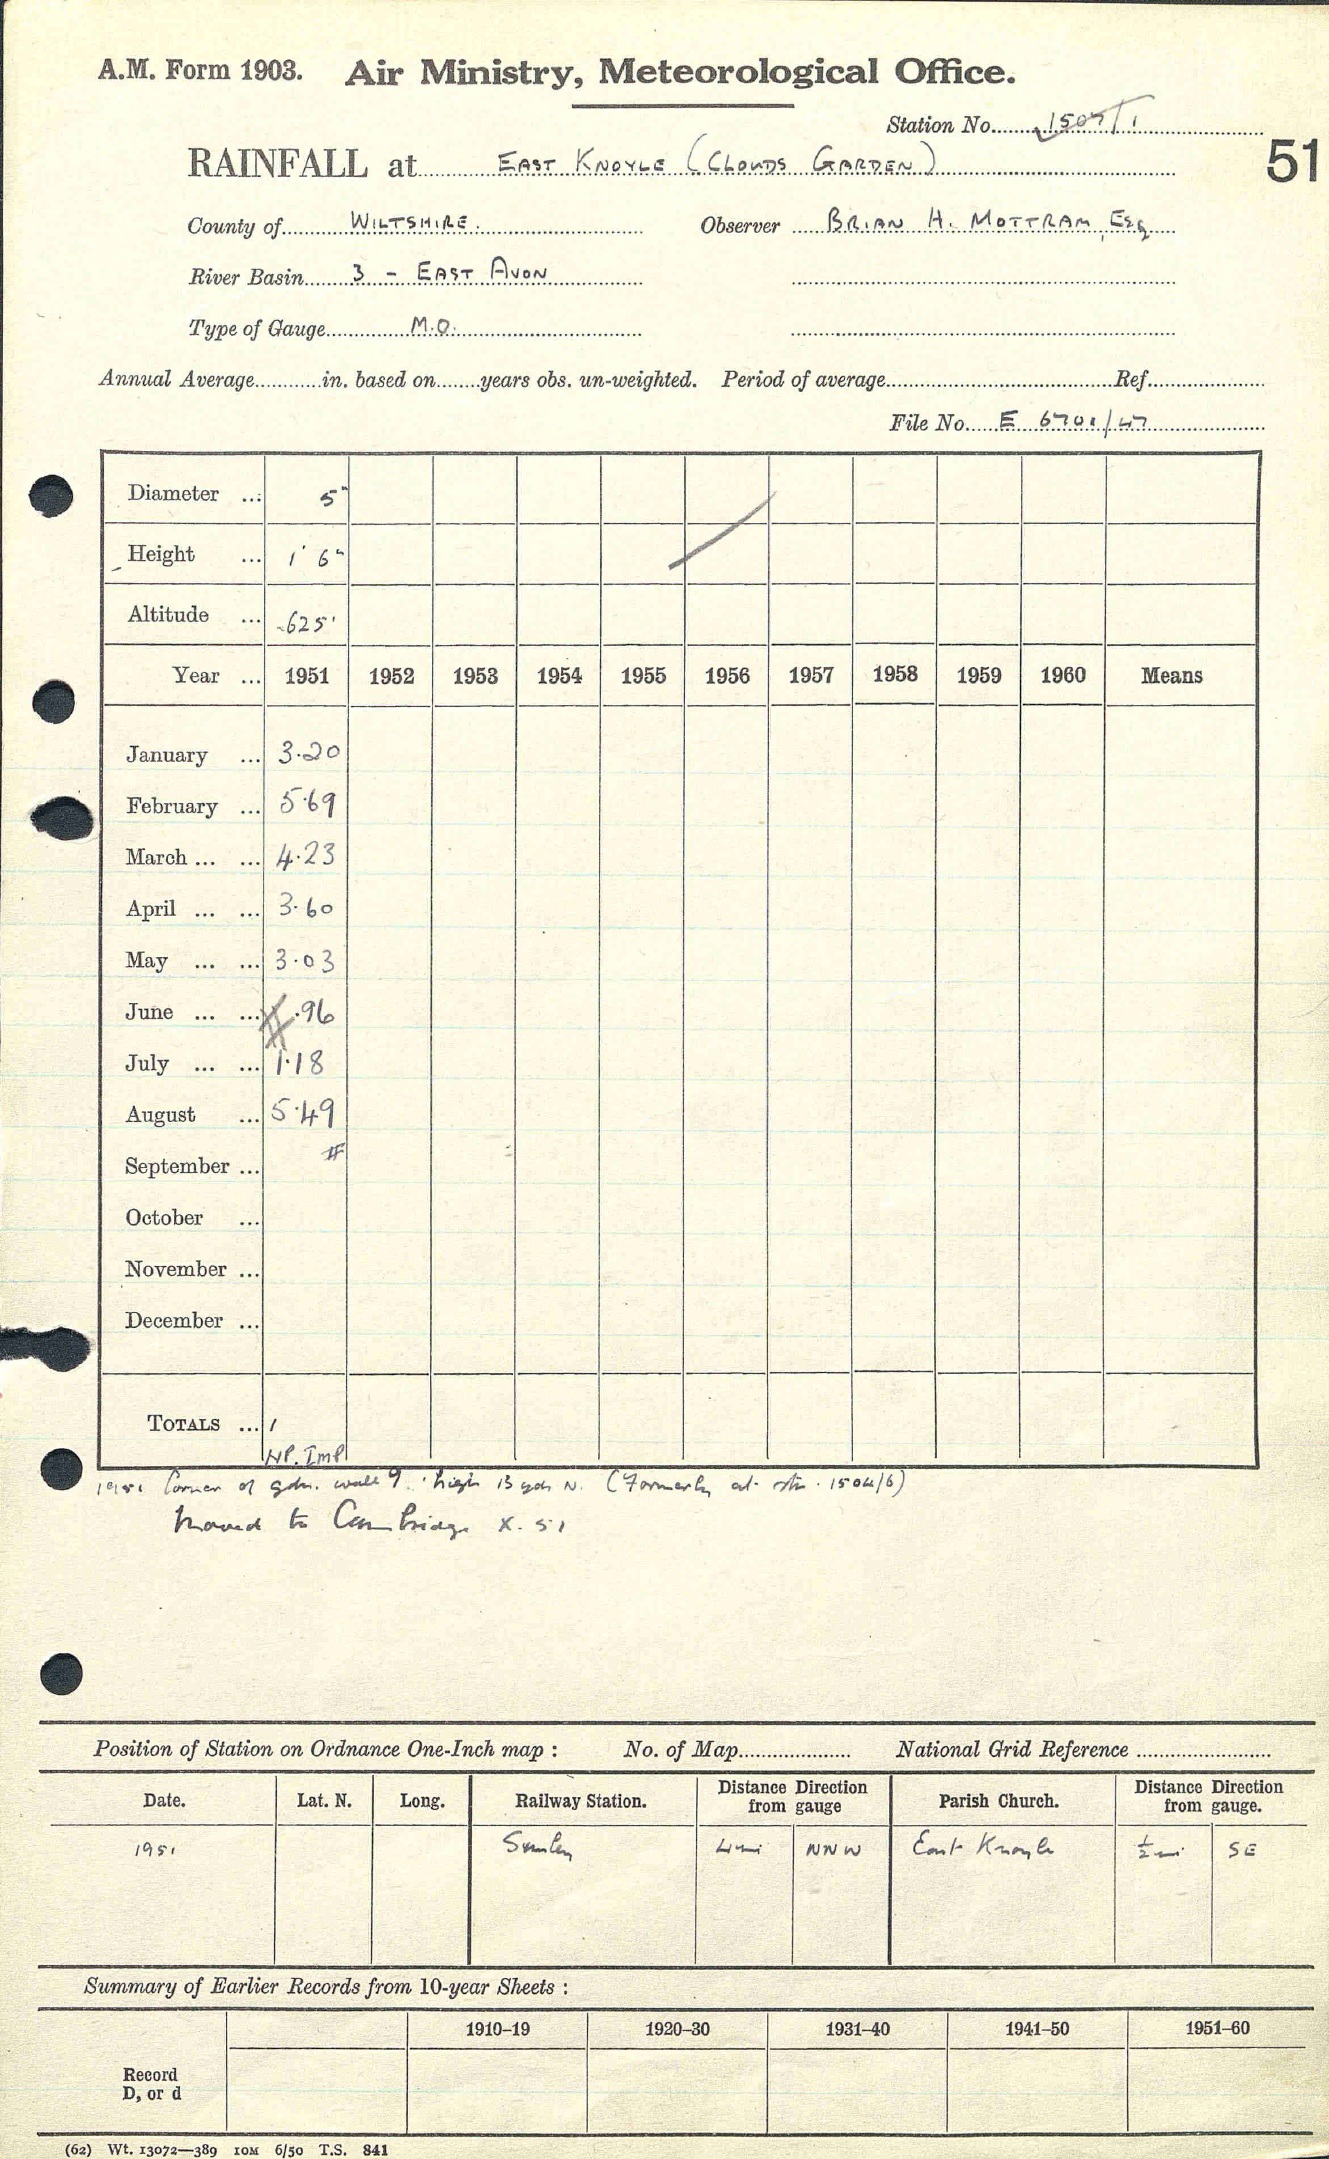 A.M. Form 1903. Air Ministry, Meteorological Office.
Station No. 1507/1
51
RAINFALL at EAST KNOYLE (CLOUDS GARDEN)
County of WILTSHIRE. Observer BRIAN H. MOTTRAM, Esq
River Basin 3 - EAST AVON
Type of Gauge M.O.
Annual Average in. based on years obs. un-weighted. Period of average Ref.
File No. E 6701/47
Diameter ... 5"
Height ... 1' 6"
Altitude ... 625'
Year ... 1951 1952 1953 1954 1955 1956 1957 1958 1959 1960 Means
January ... 3.20
February ... 5.69
March ... ... 4.23
April ... ... 3.60
May ... ... 3.03
June ... ... .96
July ... ... 1.18
August ... 5.49
September ... #
October ...
November ...
December ...
TOTALS ... 1
NP. Imp
1951 Corner of gdn. wall 9' high 13 yds N. (Formerly at stn. 1504/6)
Moved to Cambridge X. 51
Position of Station on Ordnance One-Inch map : No. of Map National Grid Reference
Date. Lat. N. Long. Railway Station. Distance Direction from gauge Parish Church. Distance Direction from gauge.
1951 Semley 4 mi NNW East Knoyle ½ mi SE
Summary of Earlier Records from 10-year Sheets :
1910–19 1920–30 1931–40 1941–50 1951–60
Record
D, or d
(62) Wt. 13072—389 10M 6/50 T.S. 841